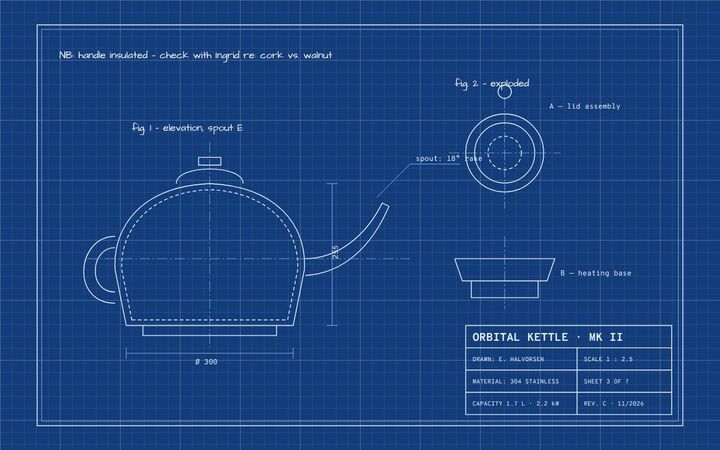 NB: handle insulated - check with Ingrid re: cork vs. walnut
fig. 2 - exploded
A — lid assembly
fig. 1 - elevation, spout E
spout: 18° rake
255
B — heating base
Ø 300
ORBITAL KETTLE · MK II
DRAWN: E. HALVORSEN
SCALE 1 : 2.5
MATERIAL: 304 STAINLESS
SHEET 3 OF 7
CAPACITY 1.7 L · 2.2 kW
REV. C · 11/2026